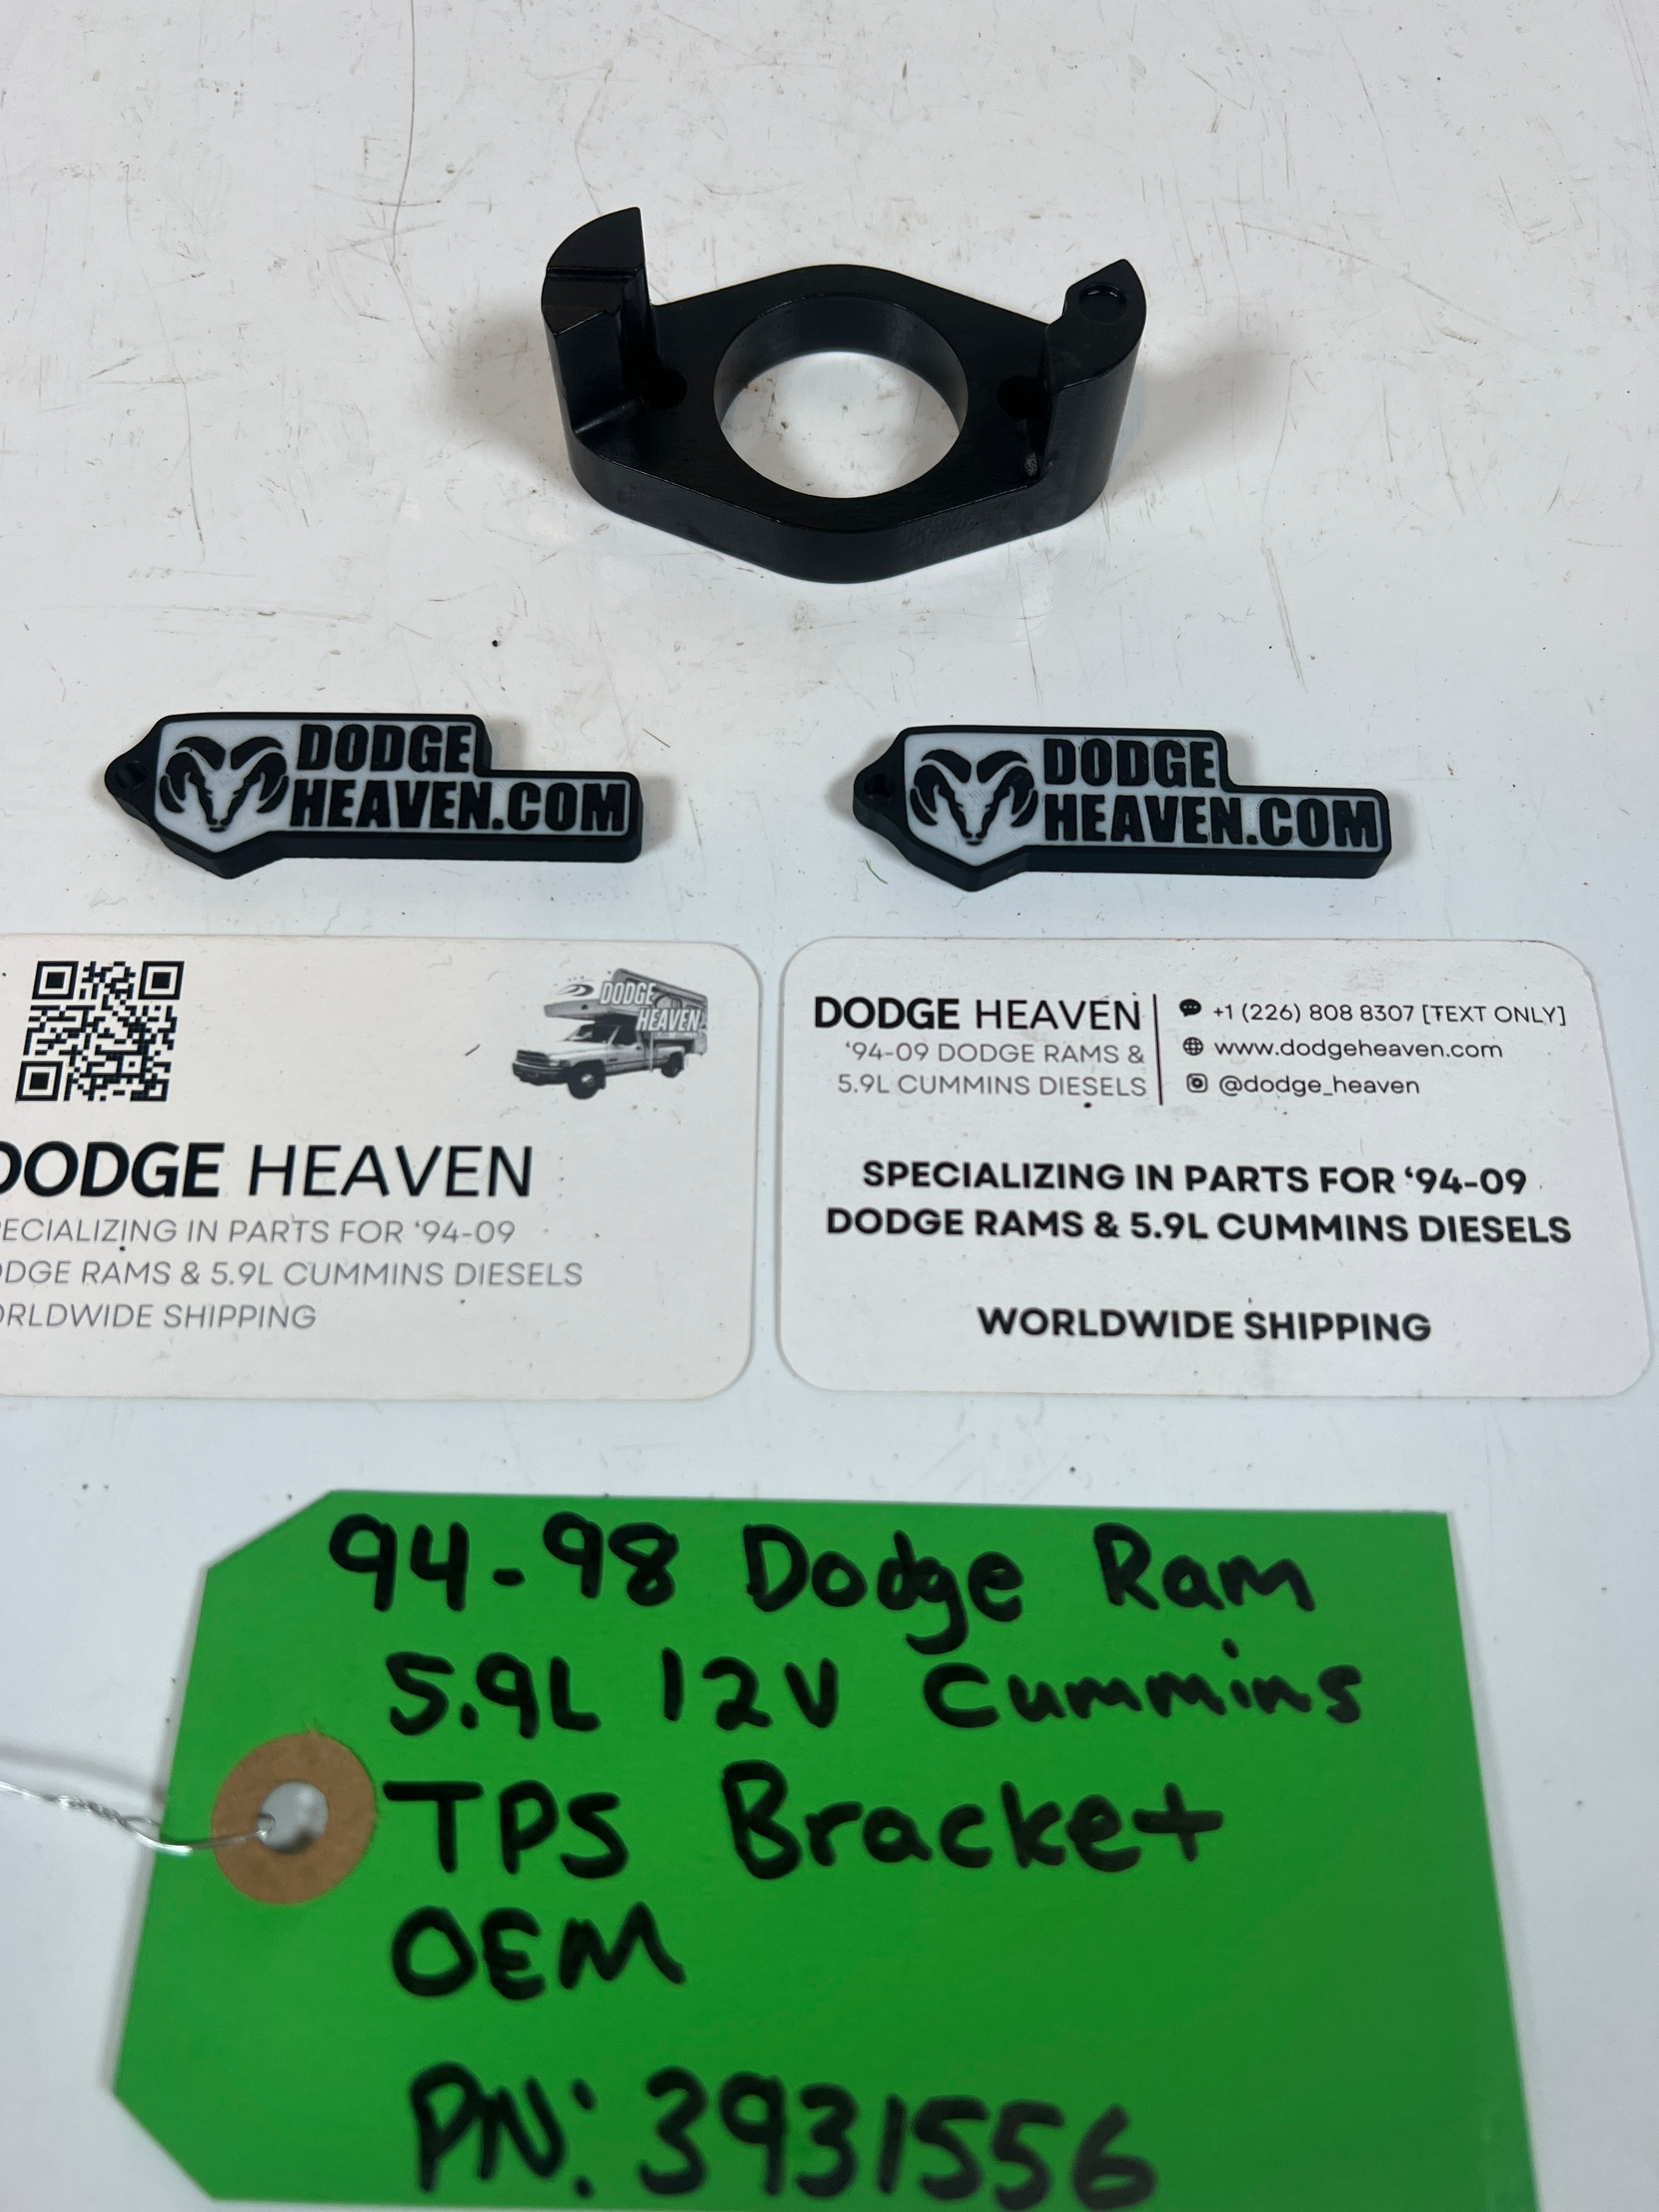 DODGE
HEAVEN.COM
DODGE
HEAVEN.COM
DODGE
HEAVEN
DODGE HEAVEN
PECIALIZING IN PARTS FOR ‘94-09
ODGE RAMS & 5.9L CUMMINS DIESELS
ORLDWIDE SHIPPING
DODGE HEAVEN
‘94-09 DODGE RAMS &
5.9L CUMMINS DIESELS
+1 (226) 808 8307 [TEXT ONLY]
www.dodgeheaven.com
@dodge_heaven
SPECIALIZING IN PARTS FOR ‘94-09
DODGE RAMS & 5.9L CUMMINS DIESELS
WORLDWIDE SHIPPING
94-98 Dodge Ram
5.9L 12V Cummins
TPS Bracket
OEM
PN: 3931556